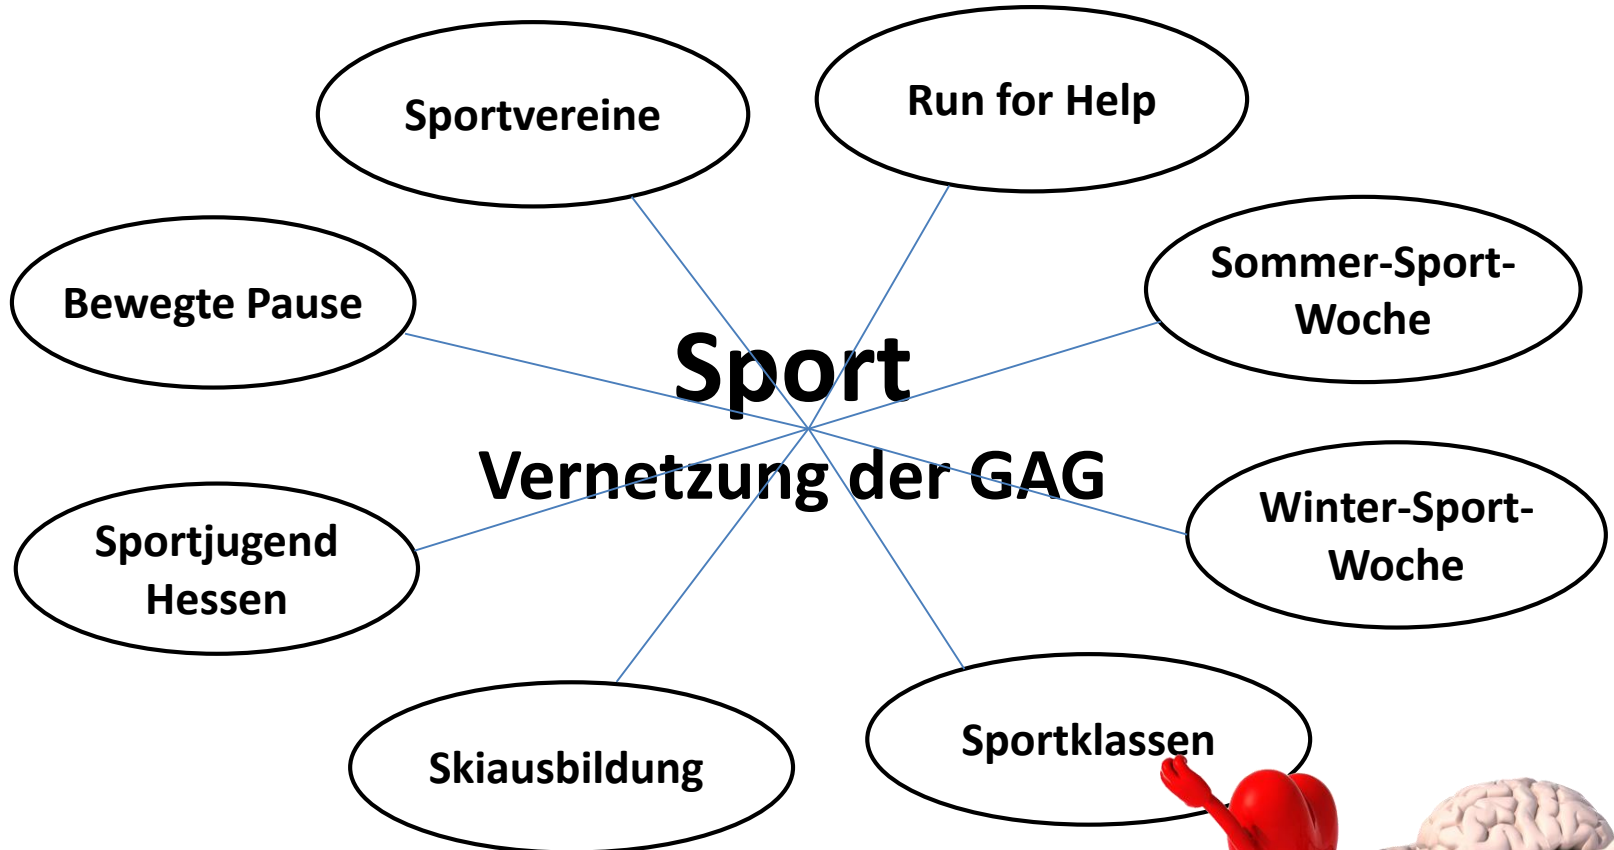 Sportvereine
Run for Help
Bewegte Pause
Sommer-Sport-
Woche
Sport
Vernetzung der GAG
Sportjugend
Hessen
Winter-Sport-
Woche
Skiausbildung
Sportklassen